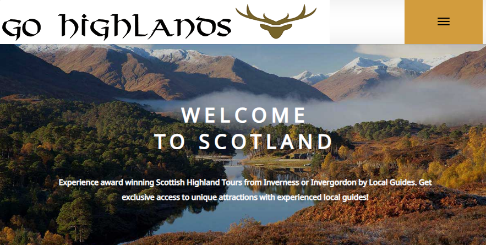 GO HIGHLANDS
WELCOME
TO SCOTLAND
Experience award winning Scottish Highland Tours from Inverness or Invergordon by Local Guides. Get
exclusive access to unique attractions with experienced local guides!